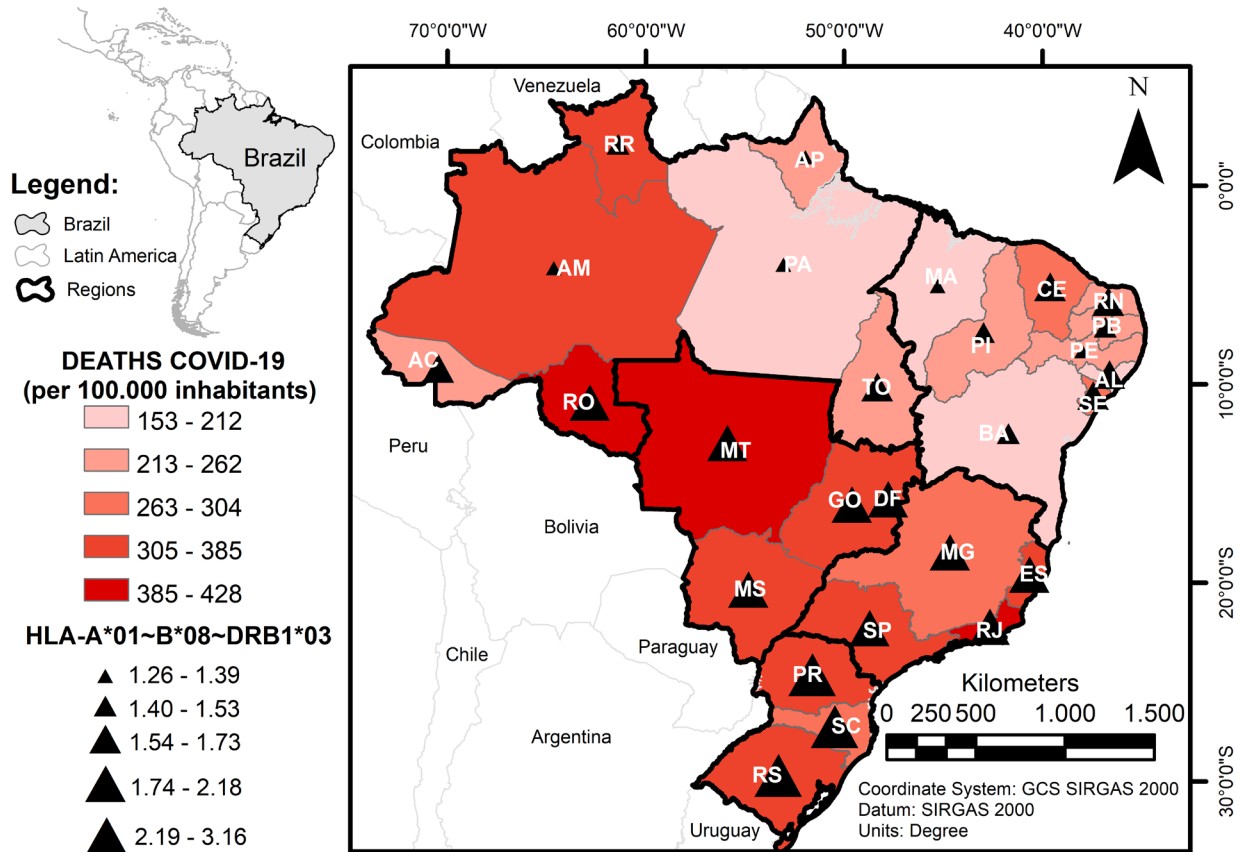 70°0'0"W 60°0'0"W 50°0'0"W 40°0'0"W
Venezuela
Colombia
Brazil
Legend:
Brazil
Latin America
Regions
DEATHS COVID-19
(per 100.000 inhabitants)
153 - 212
213 - 262
263 - 304
305 - 385
385 - 428
HLA-A*01~B*08~DRB1*03
1.26 - 1.39
1.40 - 1.53
1.54 - 1.73
1.74 - 2.18
2.19 - 3.16
N
0°0'0"
10°0'0"S
20°0'0"S
30°0'0"S
RR
AP
AM
PA
MA
CE
RN
PB
PI
PE
AC
AL
TO
SE
RO
BA
MT
GO
DF
MG
ES
MS
SP
RJ
PR
SC
RS
Peru
Bolivia
Chile
Paraguay
Argentina
Uruguay
Kilometers
0 250 500 1.000 1.500
Coordinate System: GCS SIRGAS 2000
Datum: SIRGAS 2000
Units: Degree